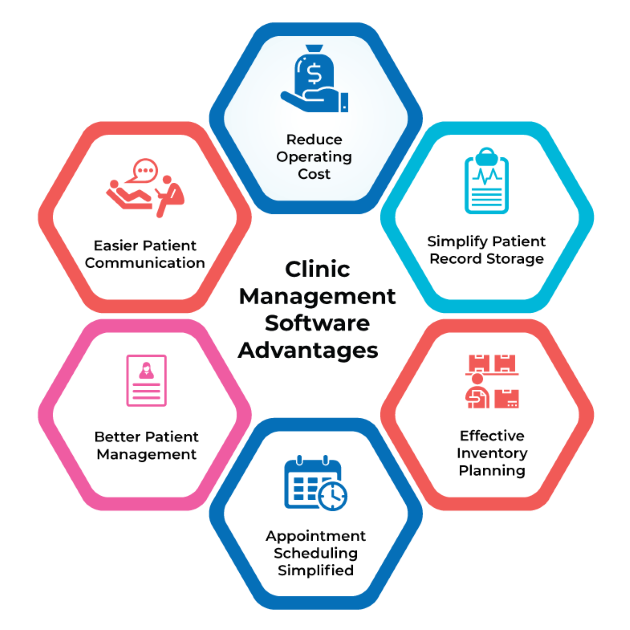 Reduce
Operating
Cost
Easier Patient
Communication
Simplify Patient
Record Storage
Clinic
Management
Software
Advantages
Better Patient
Management
Effective
Inventory
Planning
Appointment
Scheduling
Simplified